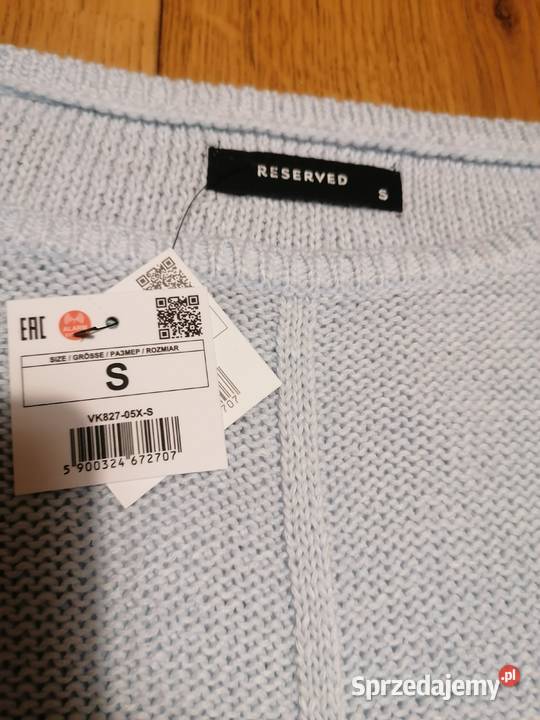 RESERVED
S
EAC
ALARM
SIZE / GRÖSSE / РАЗМЕР / ROZMIAR
S
VK827-05X-S
5 900324 672707
707
Sprzedajemy.pl